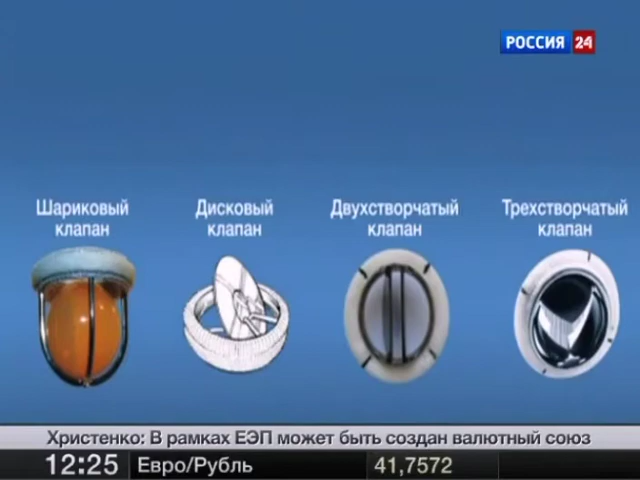 РОССИЯ 24
Шариковый клапан
Дисковый клапан
Двухстворчатый клапан
Трехстворчатый клапан
Христенко: В рамках ЕЭП может быть создан валютный союз
12:25 Евро/Рубль 41,7572